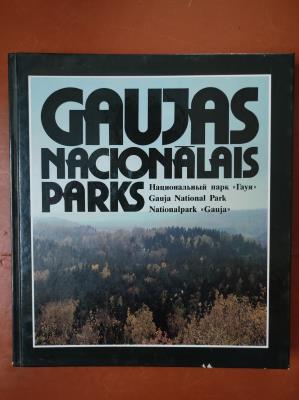 GAUJAS
NACIONĀLAIS
PARKS
Национальный парк «Гауя»
Gauja National Park
Nationalpark «Gauja»